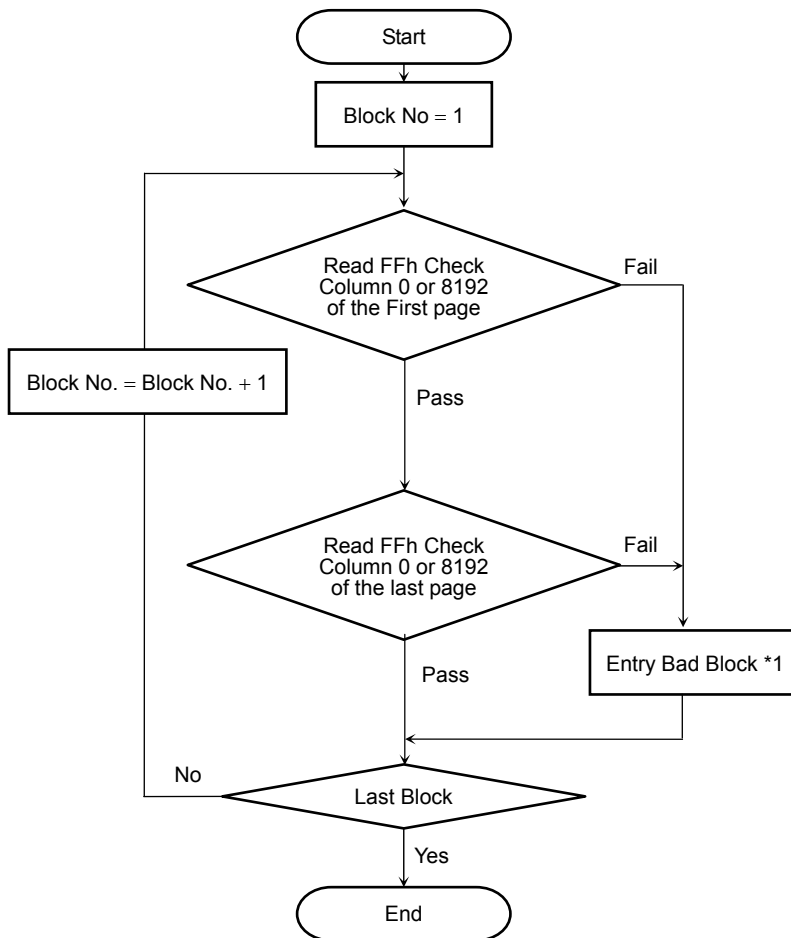 Start
Block No = 1
Read FFh Check
Column 0 or 8192
of the First page
Fail
Block No. = Block No. + 1
Pass
Read FFh Check
Column 0 or 8192
of the last page
Fail
Pass
Entry Bad Block *1
No
Last Block
Yes
End